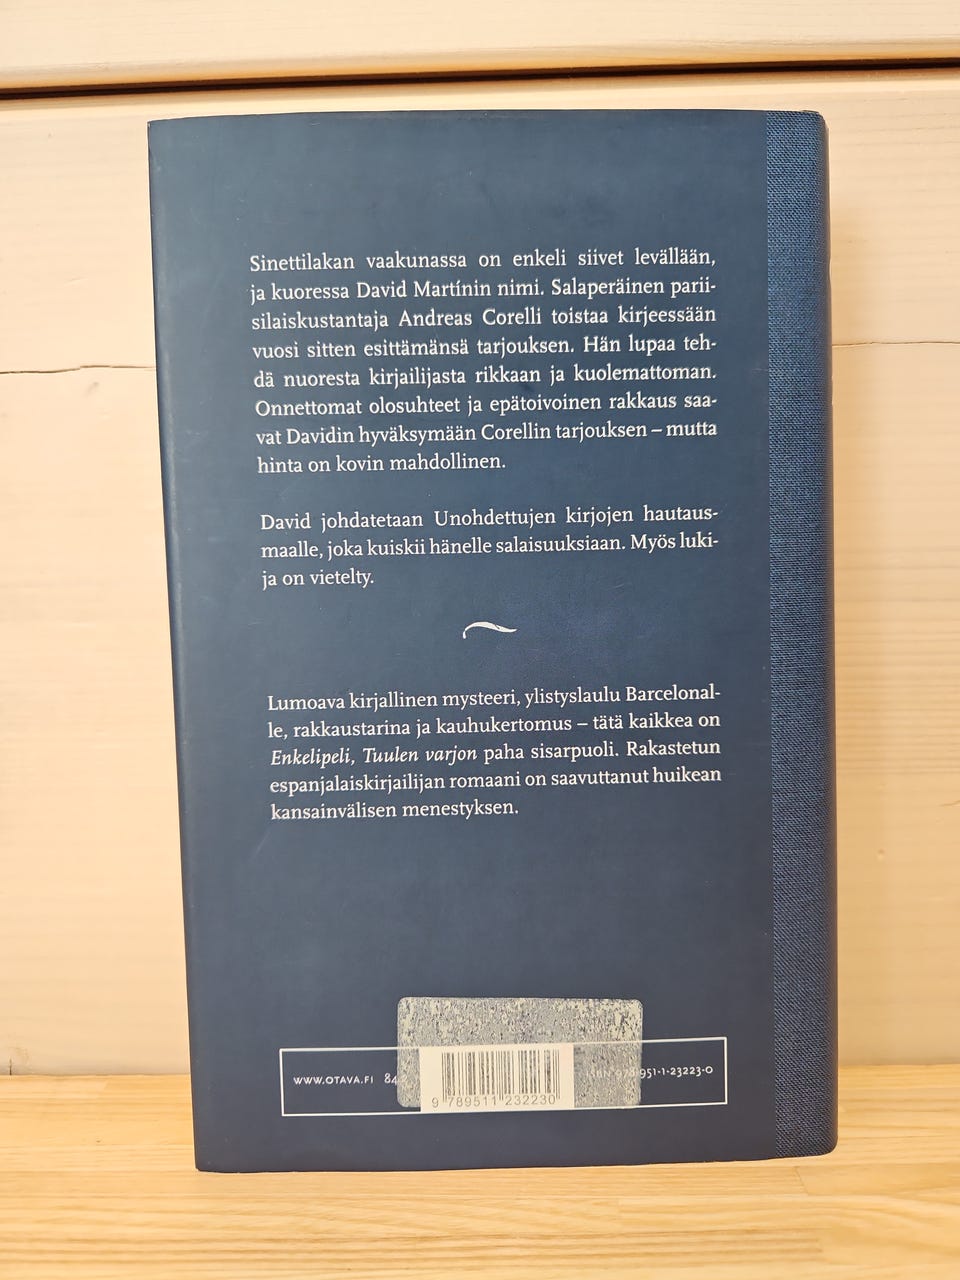 Sinettilakan vaakunassa on enkeli siivet levällään,
ja kuoressa David Martínin nimi. Salaperäinen parii-
silaiskustantaja Andreas Corelli toistaa kirjeessään
vuosi sitten esittämänsä tarjouksen. Hän lupaa teh-
dä nuoresta kirjailijasta rikkaan ja kuolemattoman.
Onnettomat olosuhteet ja epätoivoinen rakkaus saa-
vat Davidin hyväksymään Corellin tarjouksen – mutta
hinta on kovin mahdollinen.
David johdatetaan Unohdettujen kirjojen hautaus-
maalle, joka kuiskii hänelle salaisuuksiaan. Myös luki-
ja on vietelty.
Lumoava kirjallinen mysteeri, ylistyslaulu Barcelonal-
le, rakkaustarina ja kauhukertomus – tätä kaikkea on
Enkelipeli, Tuulen varjon paha sisarpuoli. Rakastetun
espanjalaiskirjailijan romaani on saavuttanut huikean
kansainvälisen menestyksen.
WWW.OTAVA.FI 84 ISBN 978-951-1-23223-0
9 789511 232230